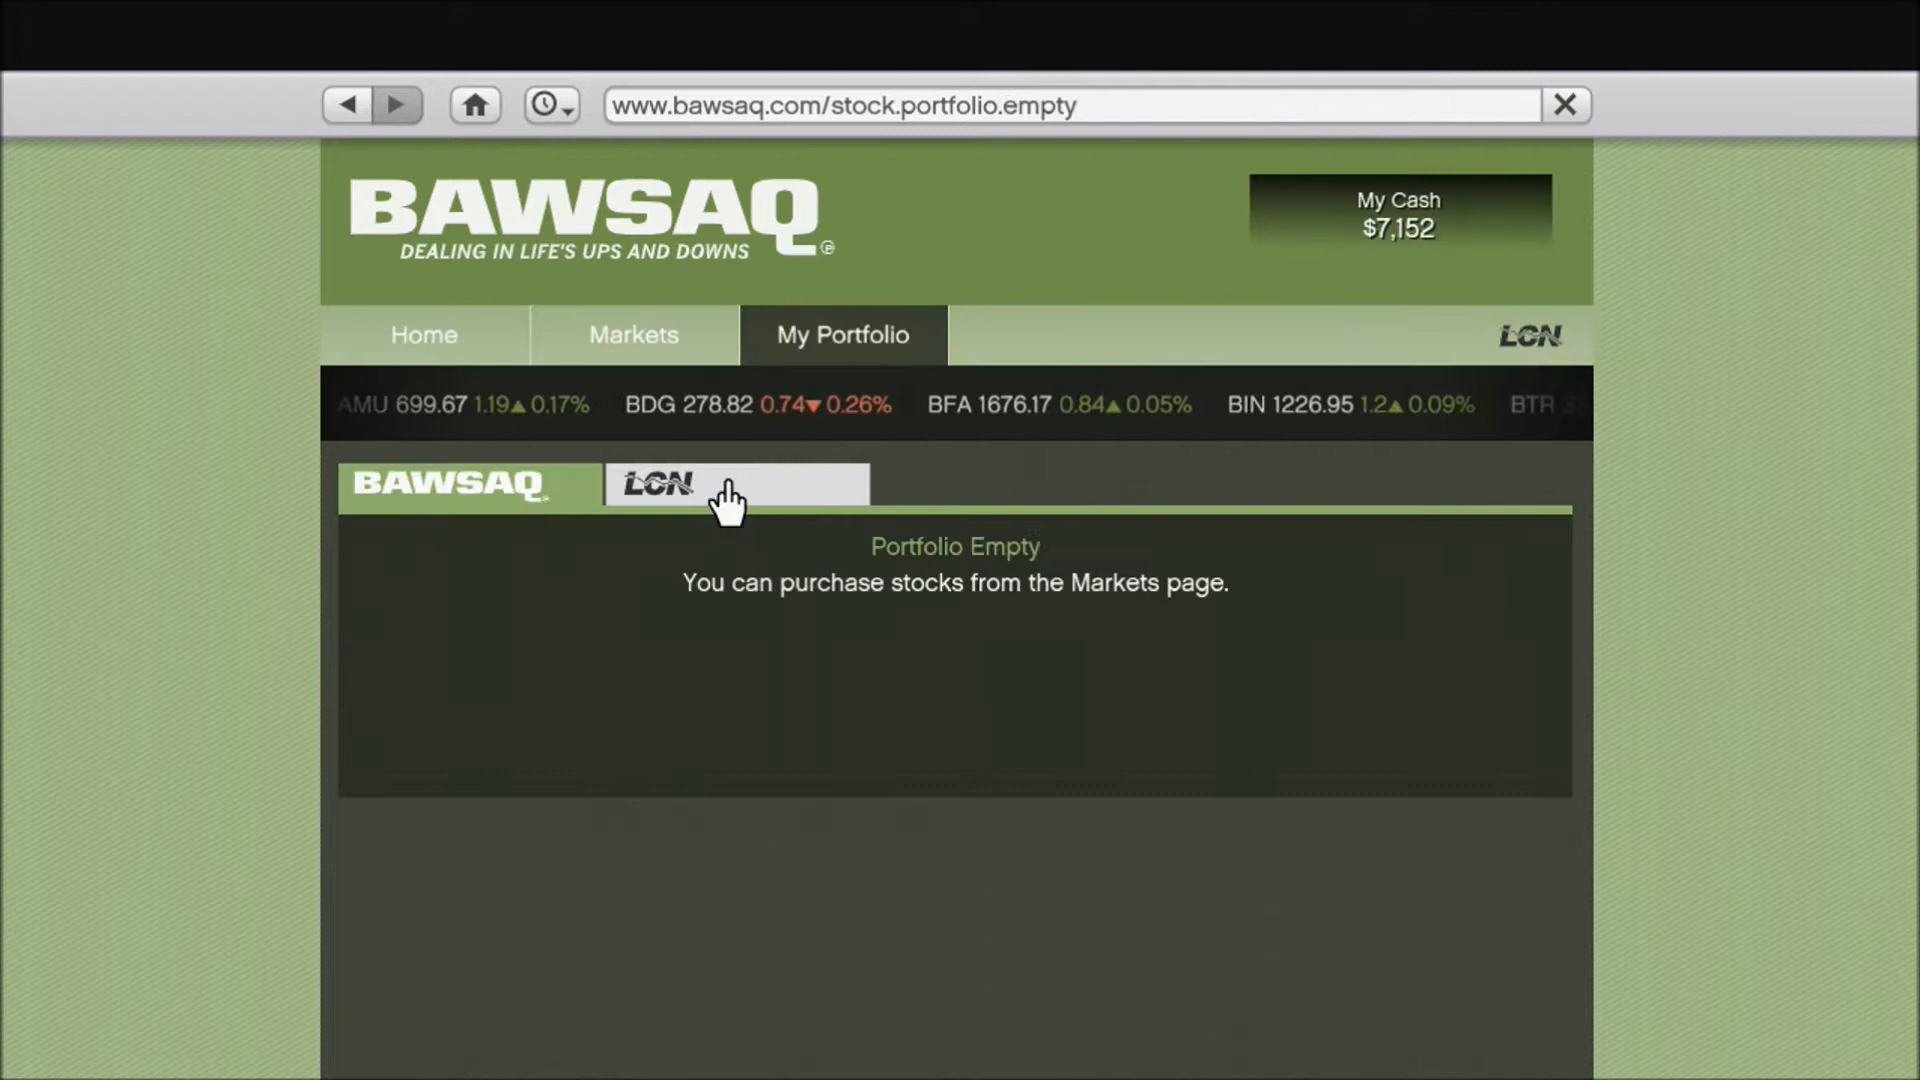 www.bawsaq.com/stock.portfolio.empty
BAWSAQ
DEALING IN LIFE'S UPS AND DOWNS
My Cash
$7,152
Home Markets My Portfolio LCN
AMU 699.67 1.19▲0.17% BDG 278.82 0.74▼0.26% BFA 1676.17 0.84▲0.05% BIN 1226.95 1.2▲0.09% BTR
BAWSAQ LCN
Portfolio Empty
You can purchase stocks from the Markets page.